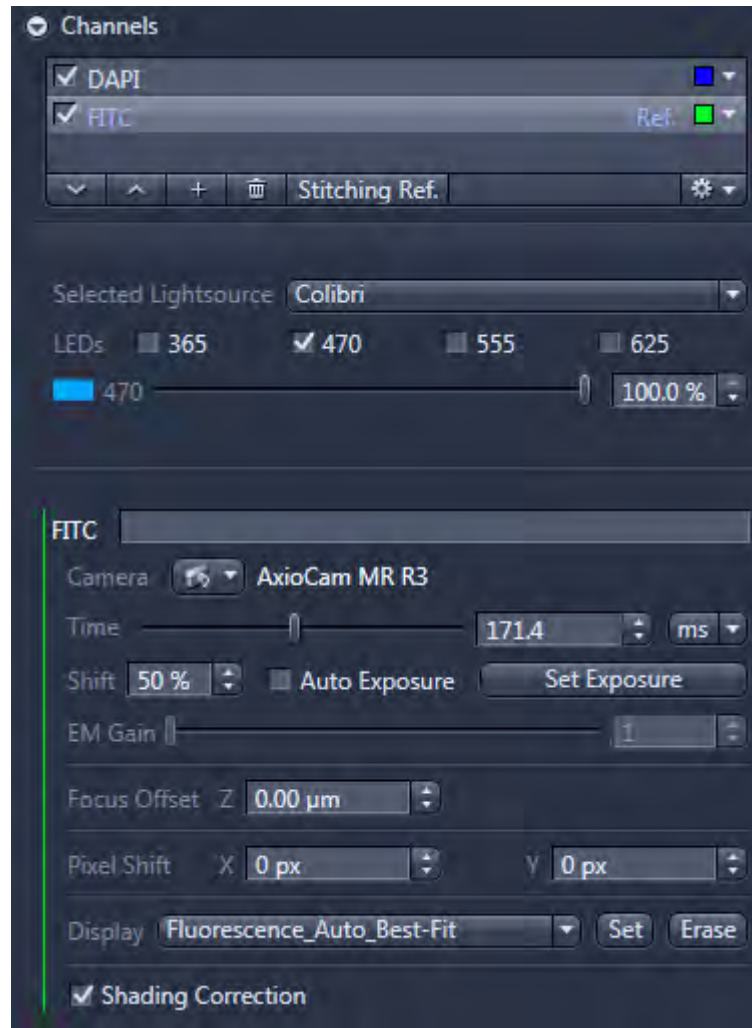 Channels
DAPI
FITC Ref.
+ Stitching Ref.
Selected Lightsource Colibri
LEDs 365 470 555 625
470 100.0 %
FITC
Camera AxioCam MR R3
Time 171.4 ms
Shift 50 % Auto Exposure Set Exposure
EM Gain 1
Focus Offset Z 0.00 µm
Pixel Shift X 0 px Y 0 px
Display Fluorescence_Auto_Best-Fit Set Erase
Shading Correction